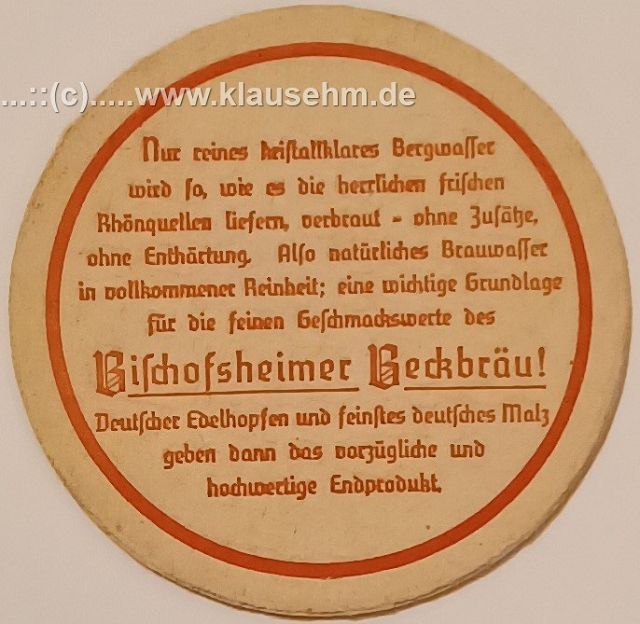 ...::(c).....www.klausehm.de
Nur reines kristallklares Bergwasser
wird so, wie es die herrlichen frischen
Rhönquellen liefern, verbraut - ohne Zusätze,
ohne Enthärtung. Also natürliches Brauwasser
in vollkommener Reinheit; eine wichtige Grundlage
für die feinen Geschmackswerte des
Bischofsheimer Beckbräu!
Deutscher Edelhopfen und feinstes deutsches Malz
geben dann das vorzügliche und
hochwertige Endprodukt.